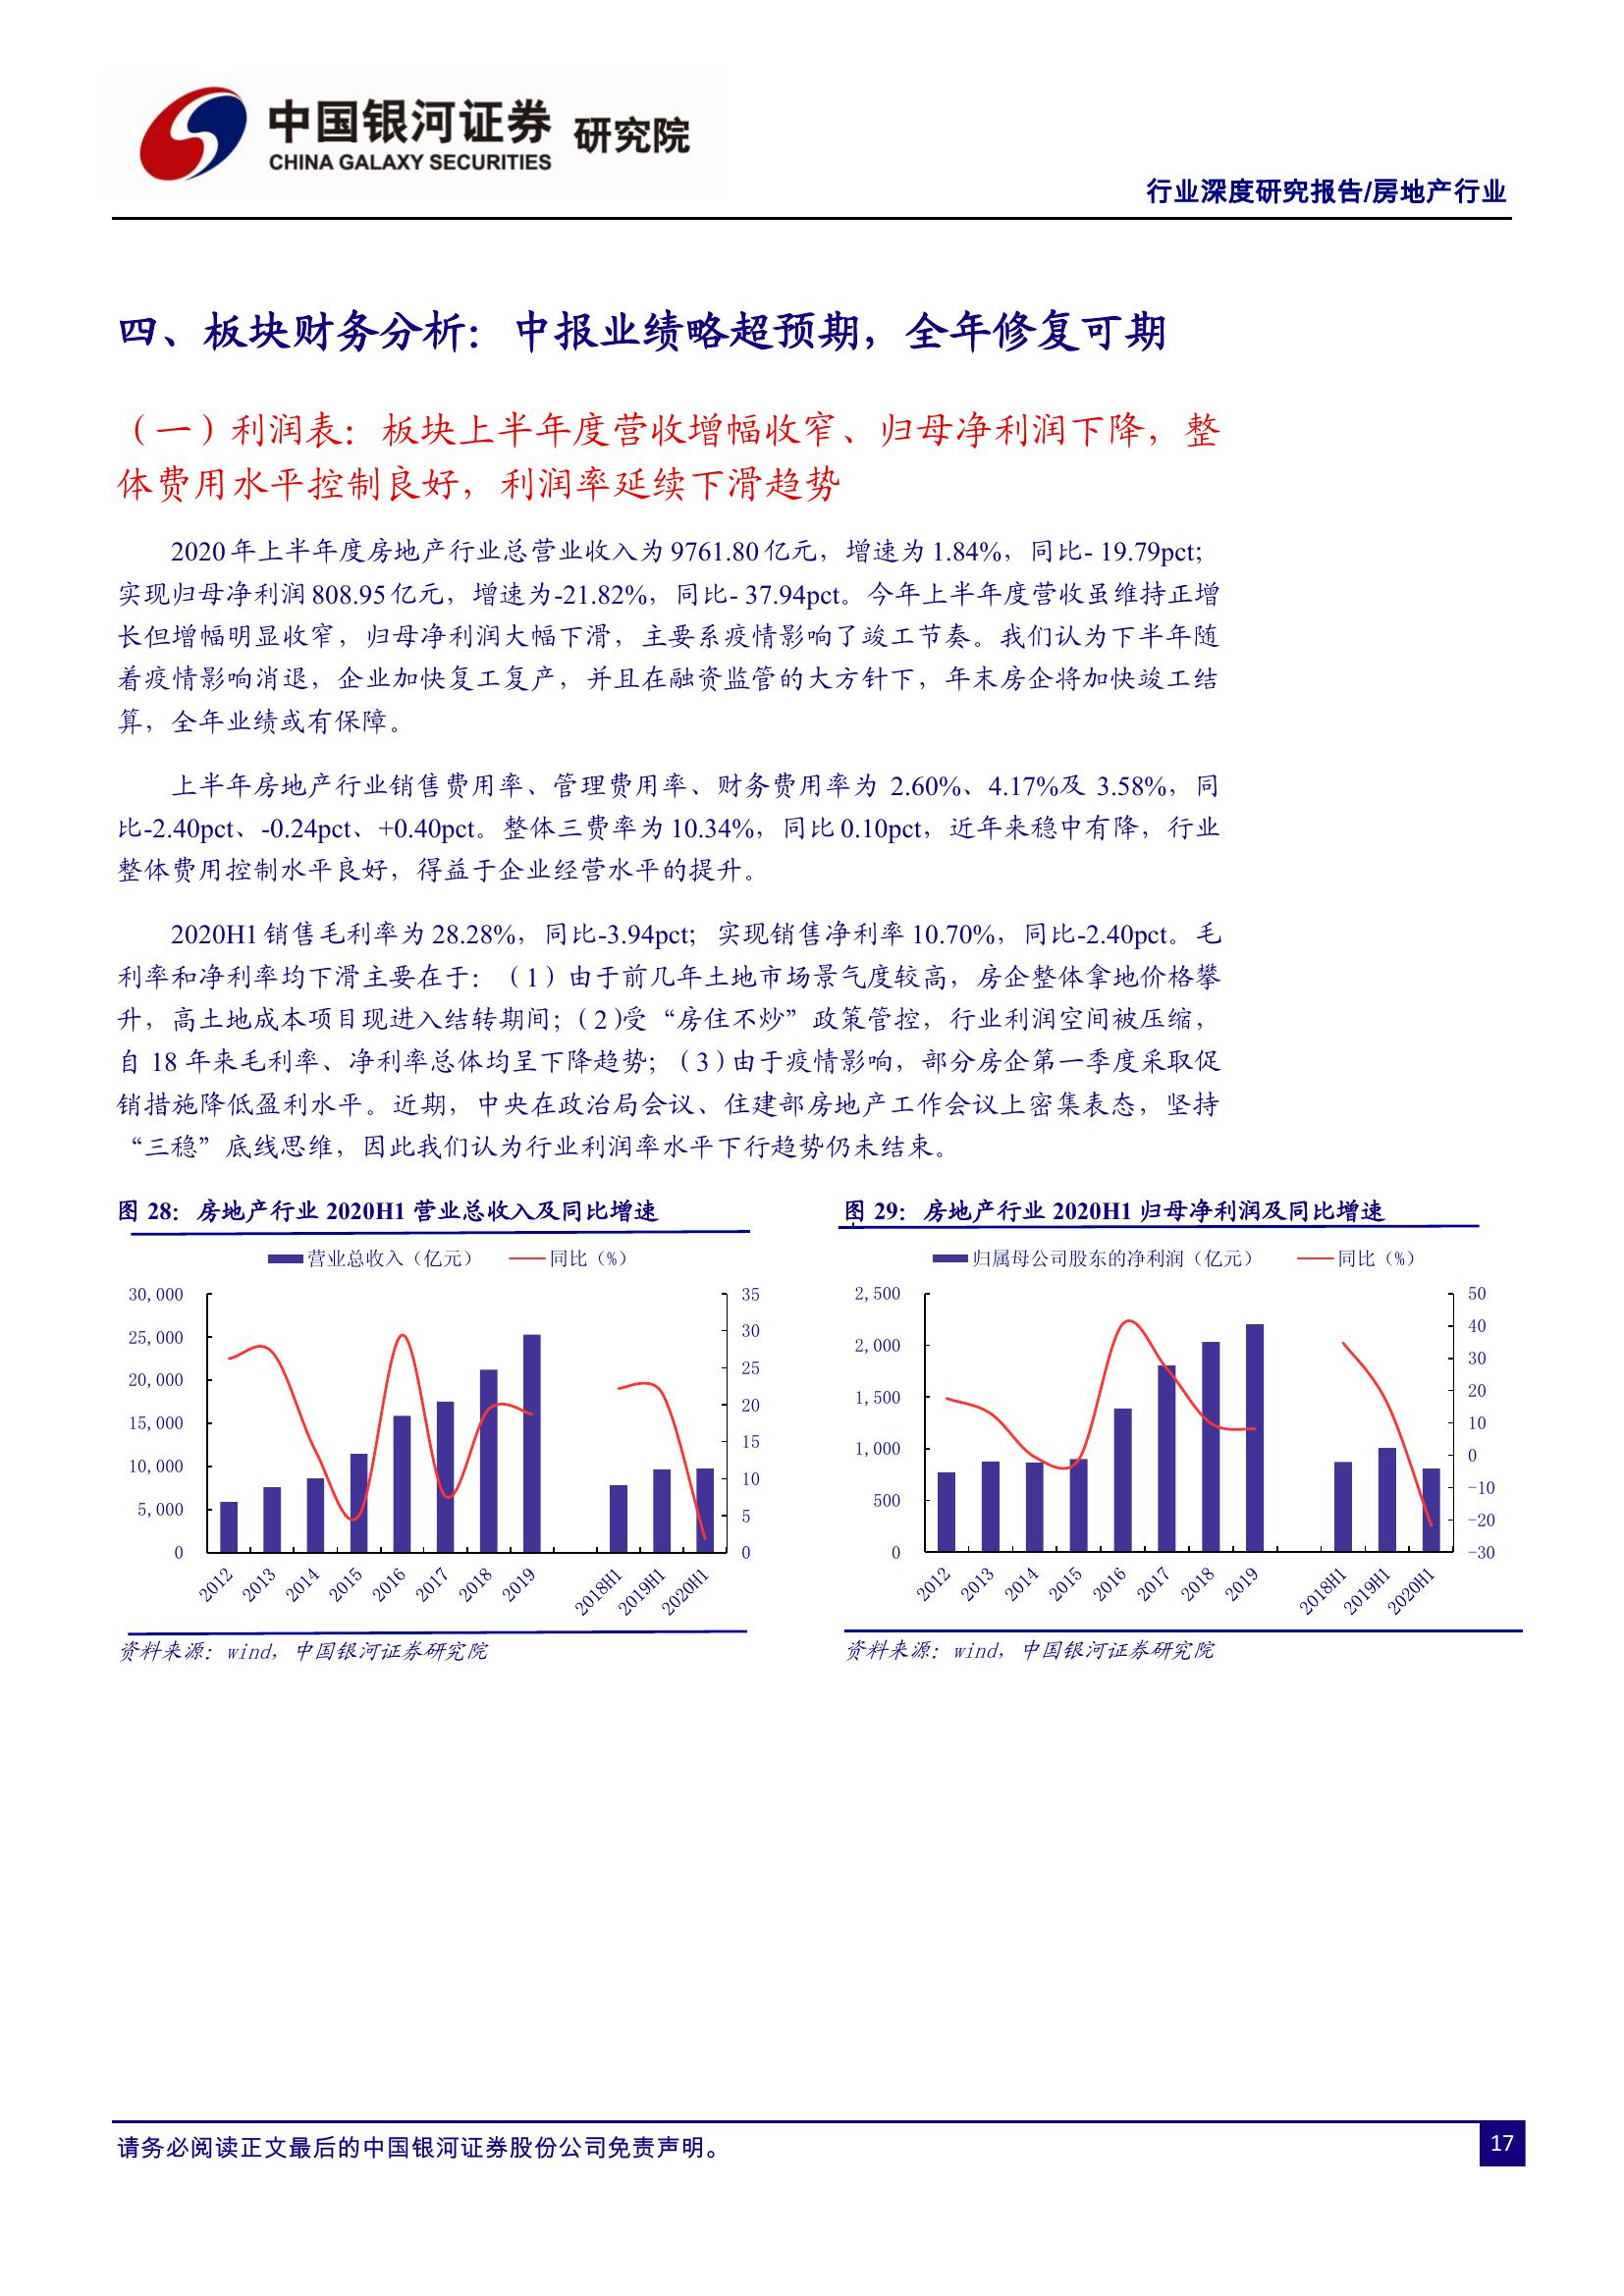 中国银河证券 研究院
CHINA GALAXY SECURITIES
行业深度研究报告/房地产行业
四、板块财务分析：中报业绩略超预期，全年修复可期
（一）利润表：板块上半年度营收增幅收窄、归母净利润下降，整
体费用水平控制良好，利润率延续下滑趋势
2020 年上半年度房地产行业总营业收入为 9761.80 亿元，增速为 1.84%，同比- 19.79pct；
实现归母净利润 808.95 亿元，增速为-21.82%，同比- 37.94pct。今年上半年度营收虽维持正增
长但增幅明显收窄，归母净利润大幅下滑，主要系疫情影响了竣工节奏。我们认为下半年随
着疫情影响消退，企业加快复工复产，并且在融资监管的大方针下，年末房企将加快竣工结
算，全年业绩或有保障。
上半年房地产行业销售费用率、管理费用率、财务费用率为 2.60%、4.17%及 3.58%，同
比-2.40pct、-0.24pct、+0.40pct。整体三费率为 10.34%，同比 0.10pct，近年来稳中有降，行业
整体费用控制水平良好，得益于企业经营水平的提升。
2020H1 销售毛利率为 28.28%，同比-3.94pct；实现销售净利率 10.70%，同比-2.40pct。毛
利率和净利率均下滑主要在于：（1）由于前几年土地市场景气度较高，房企整体拿地价格攀
升，高土地成本项目现进入结转期间；（2）受“房住不炒”政策管控，行业利润空间被压缩，
自 18 年来毛利率、净利率总体均呈下降趋势；（3）由于疫情影响，部分房企第一季度采取促
销措施降低盈利水平。近期，中央在政治局会议、住建部房地产工作会议上密集表态，坚持
“三稳”底线思维，因此我们认为行业利润率水平下行趋势仍未结束。
图 28：房地产行业 2020H1 营业总收入及同比增速
营业总收入（亿元） 同比（%）
30,000
25,000
20,000
15,000
10,000
5,000
0
35
30
25
20
15
10
5
0
2012 2013 2014 2015 2016 2017 2018 2019 2018H1 2019H1 2020H1
资料来源：wind，中国银河证券研究院
图 29：房地产行业 2020H1 归母净利润及同比增速
归属母公司股东的净利润（亿元） 同比（%）
2,500
2,000
1,500
1,000
500
0
50
40
30
20
10
0
-10
-20
-30
2012 2013 2014 2015 2016 2017 2018 2019 2018H1 2019H1 2020H1
资料来源：wind，中国银河证券研究院
请务必阅读正文最后的中国银河证券股份公司免责声明。
17